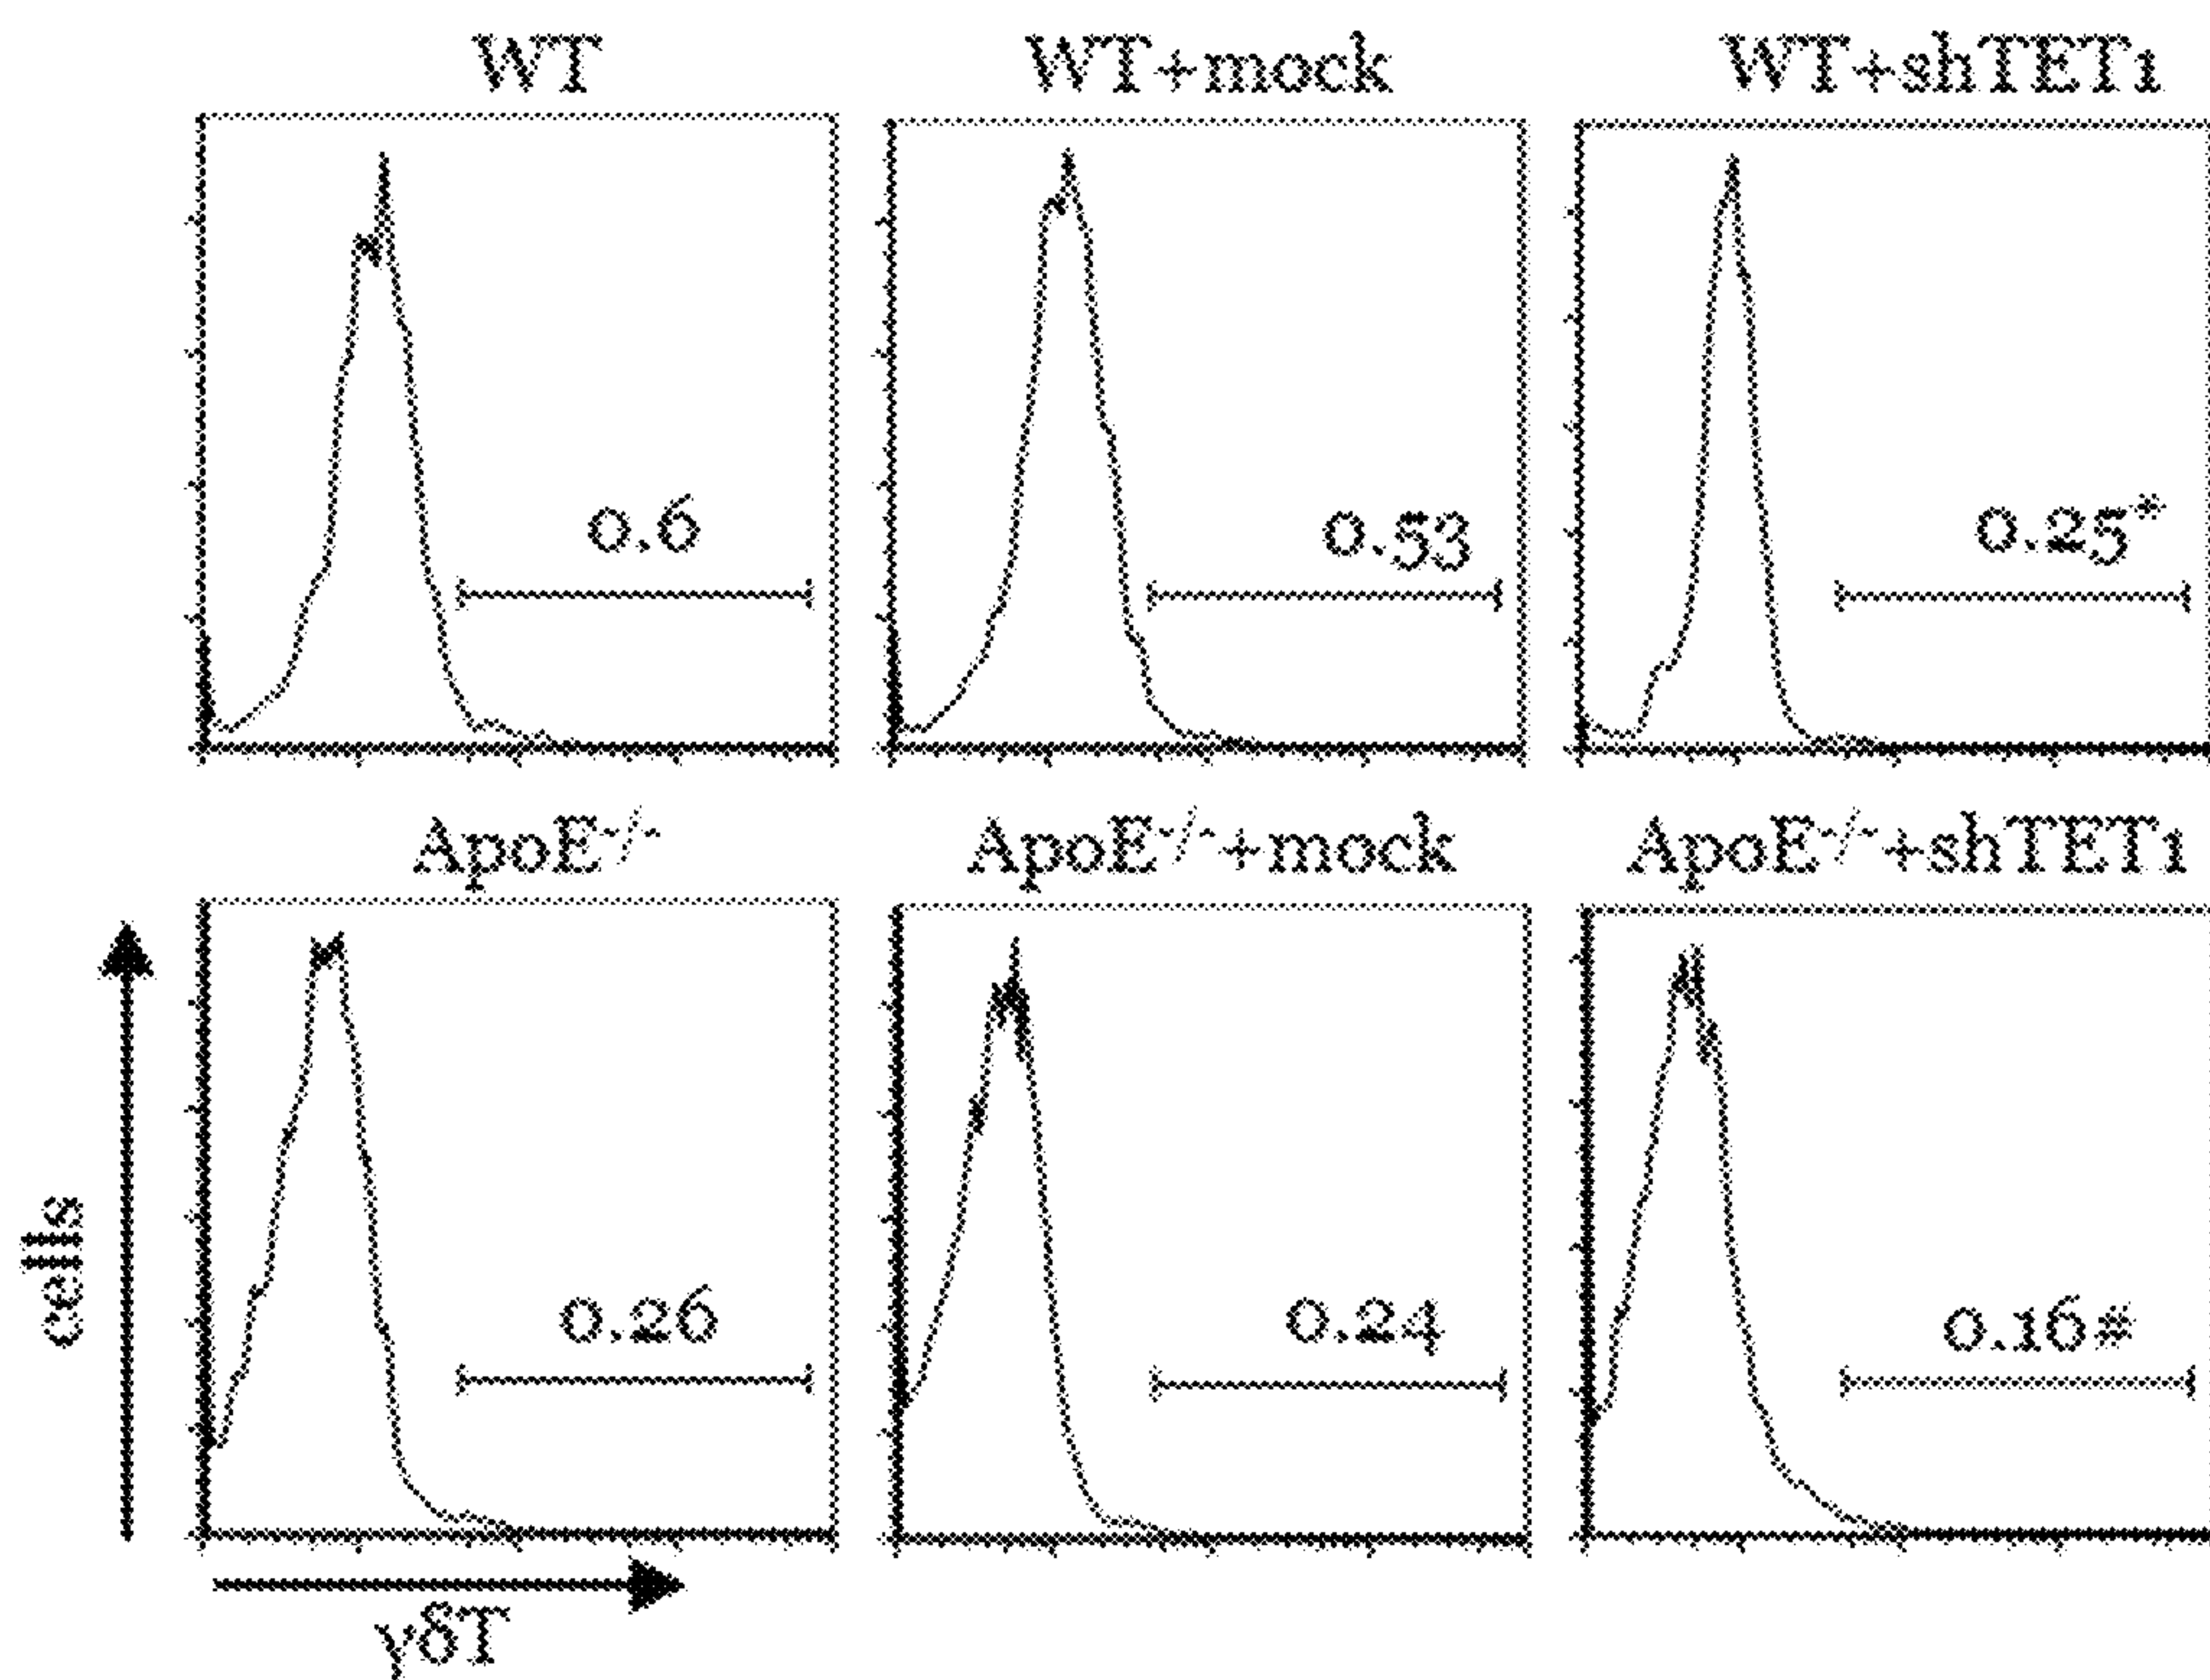 WT
WT+mock
WT+shTET1
0.6
0.53
0.25*
ApoE-/-
ApoE-/-+mock
ApoE-/-+shTET1
0.26
0.24
0.16#
cells
γδT